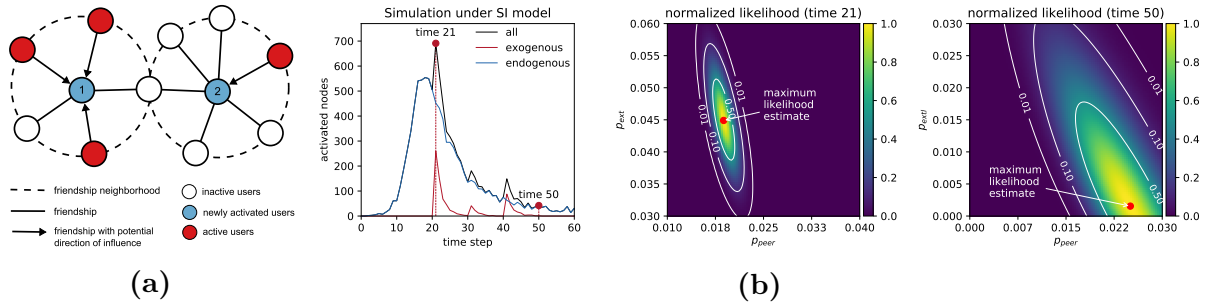 1
2
friendship neighborhood
friendship
friendship with potential
direction of influence
inactive users
newly activated users
active users
(a)
Simulation under SI model
time 21
all
exogenous
endogenous
time 50
activated nodes
0
100
200
300
400
500
600
700
0 10 20 30 40 50 60
time step
normalized likelihood (time 21)
0.060
0.055
0.050
0.045
0.040
0.035
0.030
p_ext
0.01
0.50
0.01
0.10
maximum
likelihood
estimate
0.010 0.018 0.025 0.033 0.040
p_peer
1.0
0.8
0.6
0.4
0.2
0.0
(b)
normalized likelihood (time 50)
0.030
0.025
0.020
0.015
0.010
0.005
0.000
p_extl
0.01
0.01
0.10
0.50
maximum
likelihood
estimate
0.000 0.008 0.015 0.022 0.030
p_peer
1.0
0.8
0.6
0.4
0.2
0.0